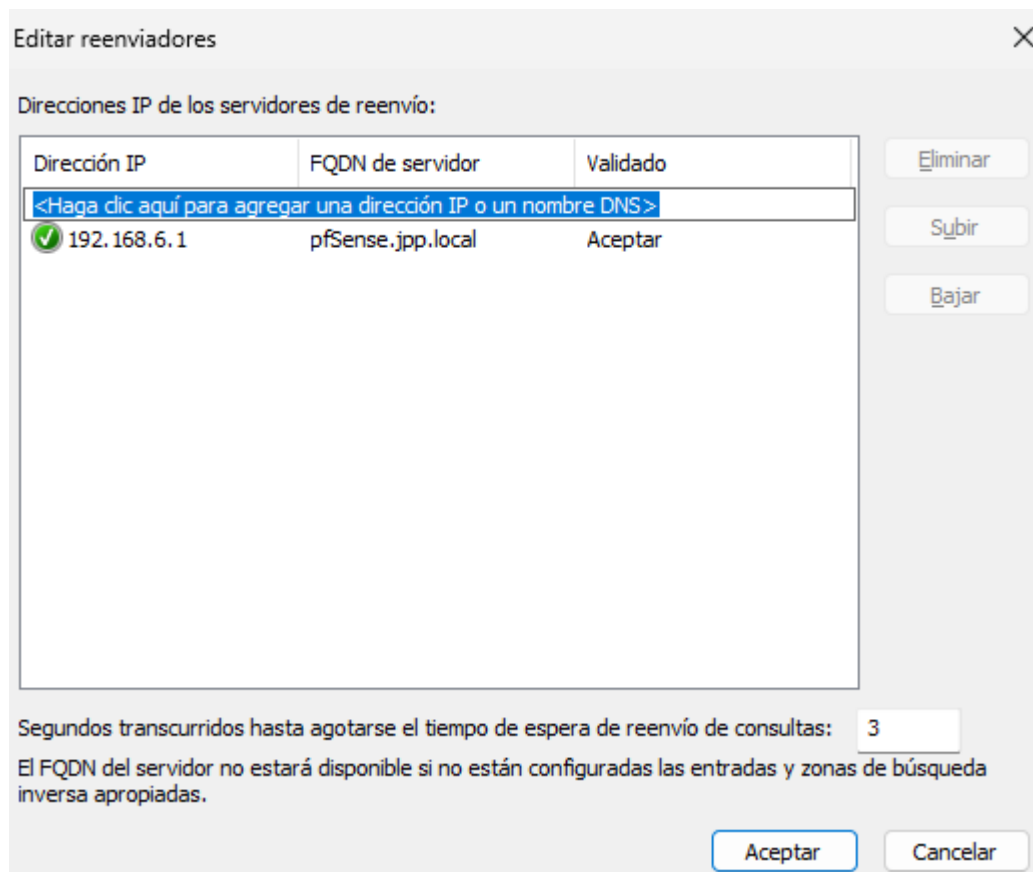 Editar reenviadores
Direcciones IP de los servidores de reenvío:
Dirección IP FQDN de servidor Validado
<Haga clic aquí para agregar una dirección IP o un nombre DNS>
192.168.6.1 pfSense.jpp.local Aceptar
Eliminar
Subir
Bajar
Segundos transcurridos hasta agotarse el tiempo de espera de reenvío de consultas: 3
El FQDN del servidor no estará disponible si no están configuradas las entradas y zonas de búsqueda
inversa apropiadas.
Aceptar Cancelar